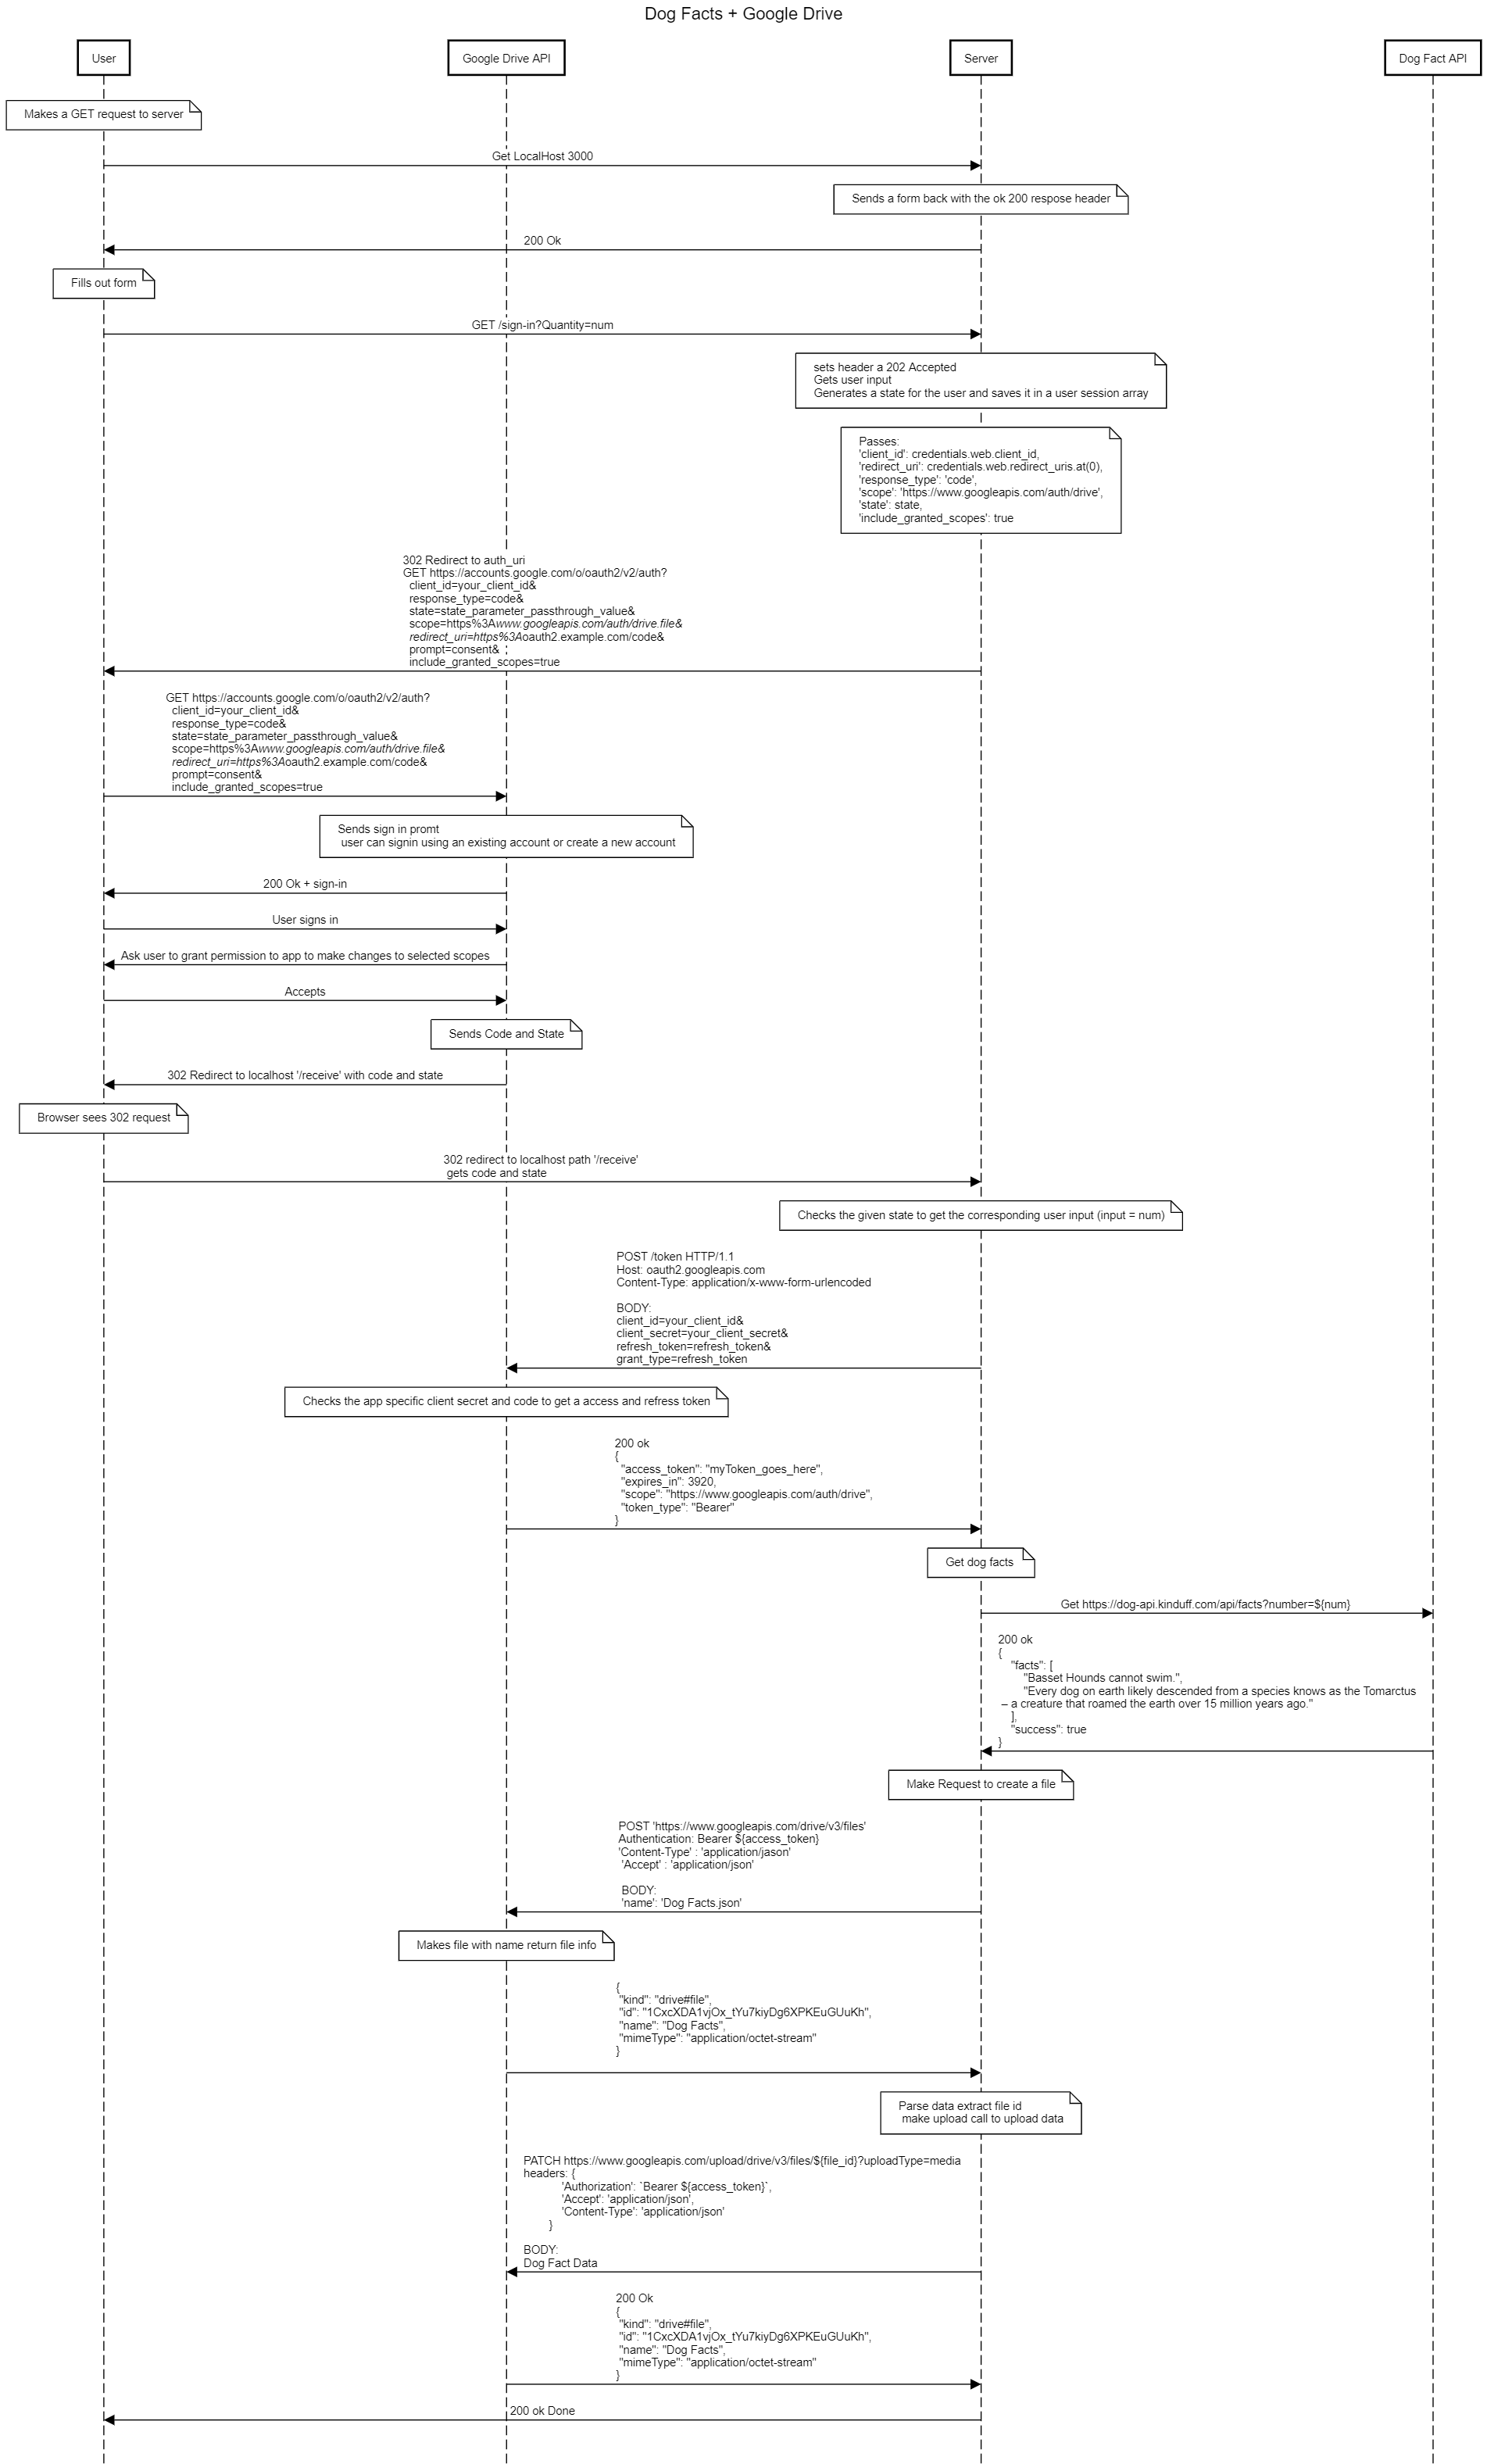 Dog Facts + Google Drive
User
Google Drive API
Server
Dog Fact API
Makes a GET request to server
Get LocalHost 3000
Sends a form back with the ok 200 respose header
200 Ok
Fills out form
GET /sign-in?Quantity=num
sets header a 202 Accepted
Gets user input
Generates a state for the user and saves it in a user session array
Passes:
'client_id': credentials.web.client_id,
'redirect_uri': credentials.web.redirect_uris.at(0),
'response_type': 'code',
'scope': 'https://www.googleapis.com/auth/drive',
'state': state,
'include_granted_scopes': true
302 Redirect to auth_uri
GET https://accounts.google.com/o/oauth2/v2/auth?
client_id=your_client_id&
response_type=code&
state=state_parameter_passthrough_value&
scope=https%3Awww.googleapis.com/auth/drive.file&
redirect_uri=https%3Aoauth2.example.com/code&
prompt=consent&
include_granted_scopes=true
GET https://accounts.google.com/o/oauth2/v2/auth?
client_id=your_client_id&
response_type=code&
state=state_parameter_passthrough_value&
scope=https%3Awww.googleapis.com/auth/drive.file&
redirect_uri=https%3Aoauth2.example.com/code&
prompt=consent&
include_granted_scopes=true
Sends sign in promt
user can signin using an existing account or create a new account
200 Ok + sign-in
User signs in
Ask user to grant permission to app to make changes to selected scopes
Accepts
Sends Code and State
302 Redirect to localhost '/receive' with code and state
Browser sees 302 request
302 redirect to localhost path '/receive'
gets code and state
Checks the given state to get the corresponding user input (input = num)
POST /token HTTP/1.1
Host: oauth2.googleapis.com
Content-Type: application/x-www-form-urlencoded
BODY:
client_id=your_client_id&
client_secret=your_client_secret&
refresh_token=refresh_token&
grant_type=refresh_token
Checks the app specific client secret and code to get a access and refress token
200 ok
{
"access_token": "myToken_goes_here",
"expires_in": 3920,
"scope": "https://www.googleapis.com/auth/drive",
"token_type": "Bearer"
}
Get dog facts
Get https://dog-api.kinduff.com/api/facts?number=${num}
200 ok
{
"facts": [
"Basset Hounds cannot swim.",
"Every dog on earth likely descended from a species knows as the Tomarctus
– a creature that roamed the earth over 15 million years ago."
],
"success": true
}
Make Request to create a file
POST 'https://www.googleapis.com/drive/v3/files'
Authentication: Bearer ${access_token}
'Content-Type' : 'application/jason'
'Accept' : 'application/json'
BODY:
'name': 'Dog Facts.json'
Makes file with name return file info
{
"kind": "drive#file",
"id": "1CxcXDA1vjOx_tYu7kiyDg6XPKEuGUuKh",
"name": "Dog Facts",
"mimeType": "application/octet-stream"
}
Parse data extract file id
make upload call to upload data
PATCH https://www.googleapis.com/upload/drive/v3/files/${file_id}?uploadType=media
headers: {
'Authorization': `Bearer ${access_token}`,
'Accept': 'application/json',
'Content-Type': 'application/json'
}
BODY:
Dog Fact Data
200 Ok
{
"kind": "drive#file",
"id": "1CxcXDA1vjOx_tYu7kiyDg6XPKEuGUuKh",
"name": "Dog Facts",
"mimeType": "application/octet-stream"
}
200 ok Done